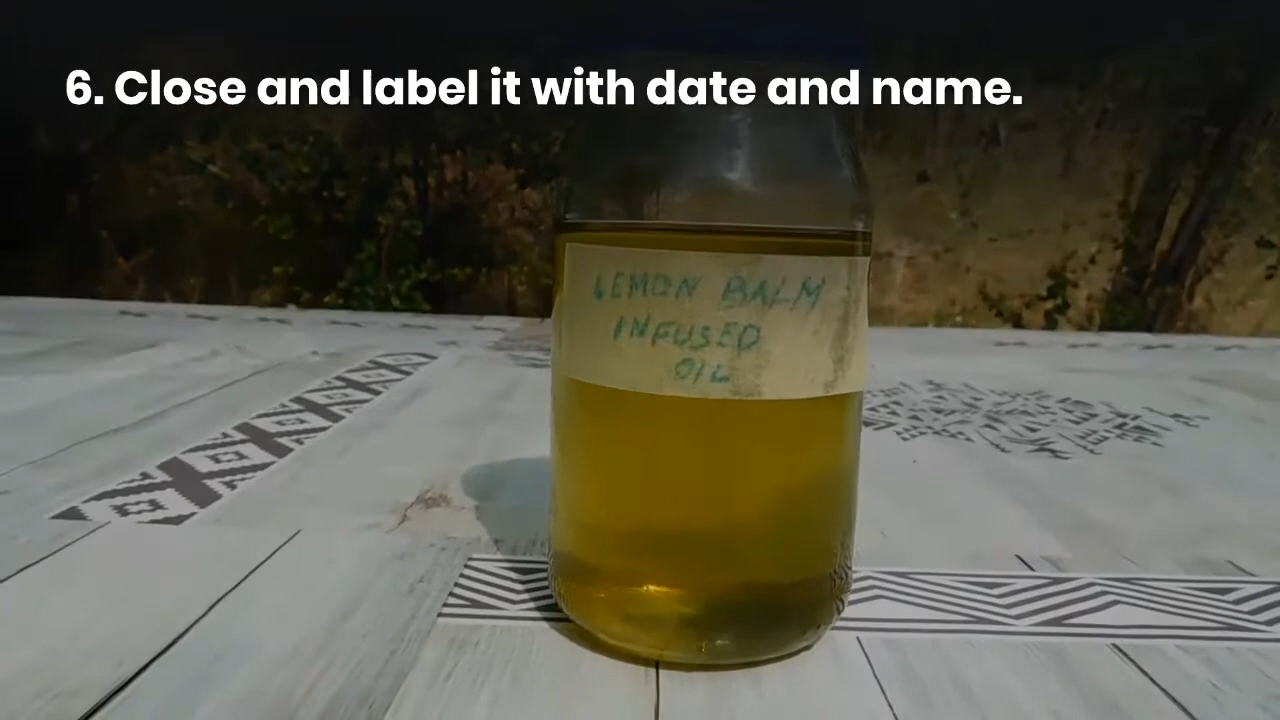 6. Close and label it with date and name.
LEMON BALM
INFUSED
OIL